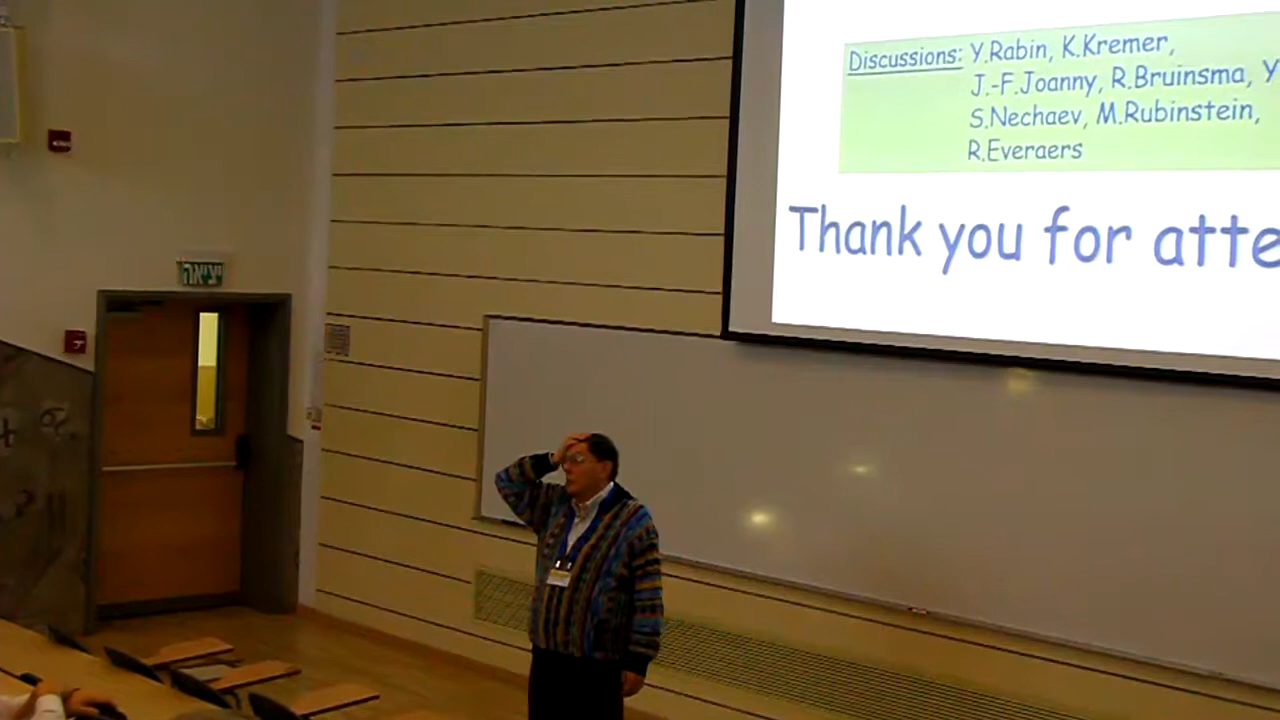 Discussions: Y.Rabin, K.Kremer,
J.-F.Joanny, R.Bruinsma, Y
S.Nechaev, M.Rubinstein,
R.Everaers
Thank you for atte
יציאה